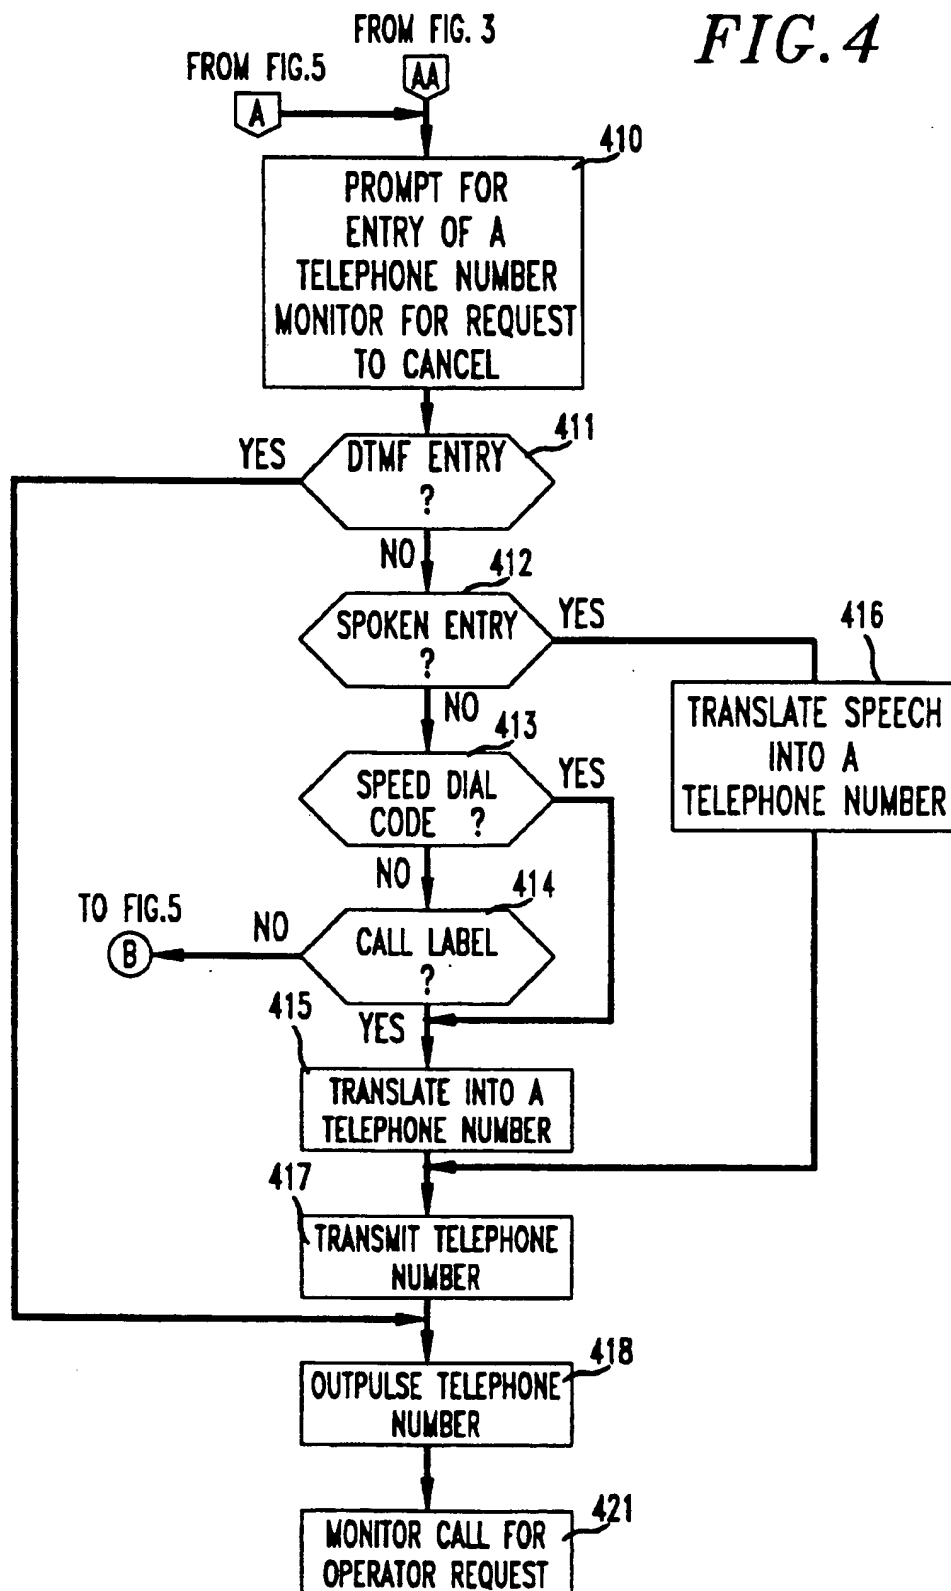 FIG. 4
FROM FIG. 3
AA
FROM FIG.5
A
410
PROMPT FOR
ENTRY OF A
TELEPHONE NUMBER
MONITOR FOR REQUEST
TO CANCEL
411
YES
DTMF ENTRY
?
NO
412
SPOKEN ENTRY
?
YES
416
TRANSLATE SPEECH
INTO A
TELEPHONE NUMBER
NO
413
SPEED DIAL
CODE ?
YES
NO
414
TO FIG.5
B
NO
CALL LABEL
?
YES
415
TRANSLATE INTO A
TELEPHONE NUMBER
417
TRANSMIT TELEPHONE
NUMBER
418
OUTPULSE TELEPHONE
NUMBER
421
MONITOR CALL FOR
OPERATOR REQUEST